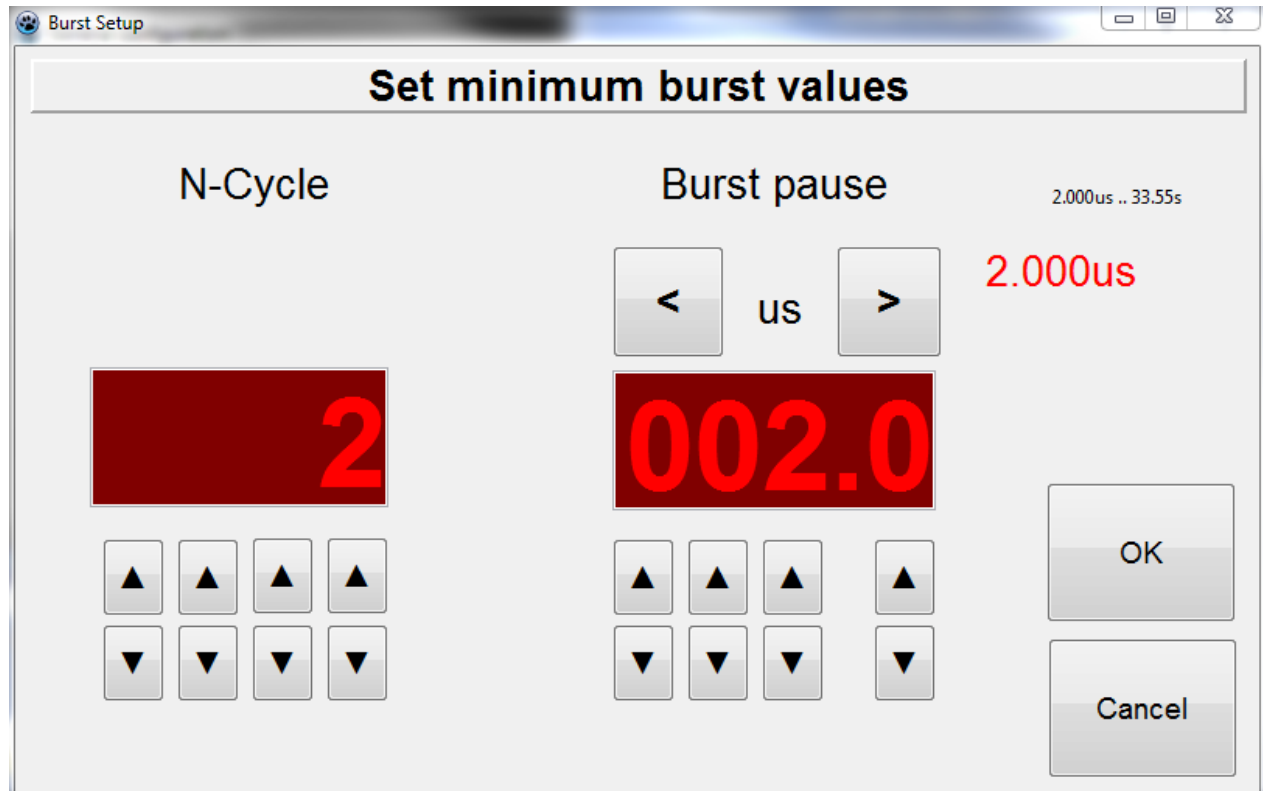 Burst Setup
Set minimum burst values
N-Cycle
Burst pause
2.000us .. 33.55s
< us >
2.000us
2
002.0
OK
Cancel